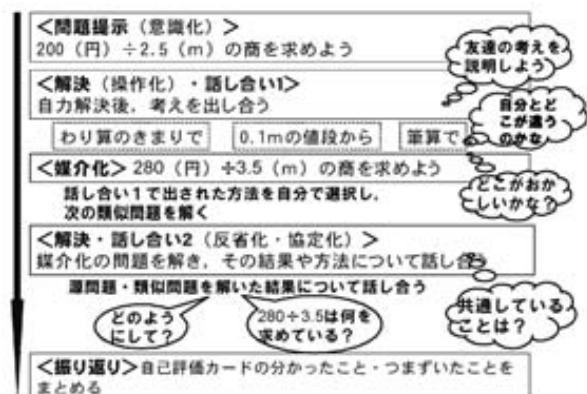 <問題提示（意識化）>
200（円）÷2.5（m）の商を求めよう
友達の考えを
説明しよう
<解決（操作化）・話し合い1>
自力解決後，考えを出し合う
自分とど
こが違う
のかな
わり算のきまりで
0.1mの値段から
筆算で
<媒介化> 280（円）÷3.5（m）の商を求めよう
どこがおか
しいかな？
話し合い１で出された方法を自分で選択し，
次の類似問題を解く
<解決・話し合い2（反省化・協定化）>
媒介化の問題を解き，その結果や方法について話し合う
源問題・類似問題を解いた結果について話し合う
どのよう
にして？
280÷3.5は何を
求めている？
共通している
ことは？
<振り返り>自己評価カードの分かったこと・つまずいたことを
まとめる